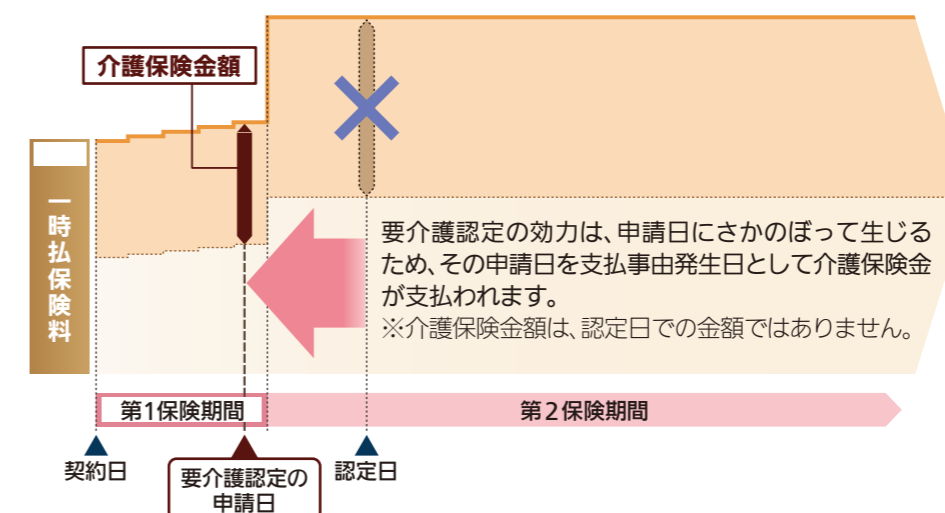 介護保険金額
一時払保険料
要介護認定の効力は、申請日にさかのぼって生じる
ため、その申請日を支払事由発生日として介護保険金
が支払われます。
※介護保険金額は、認定日での金額ではありません。
第1保険期間
第2保険期間
契約日
要介護認定の
申請日
認定日